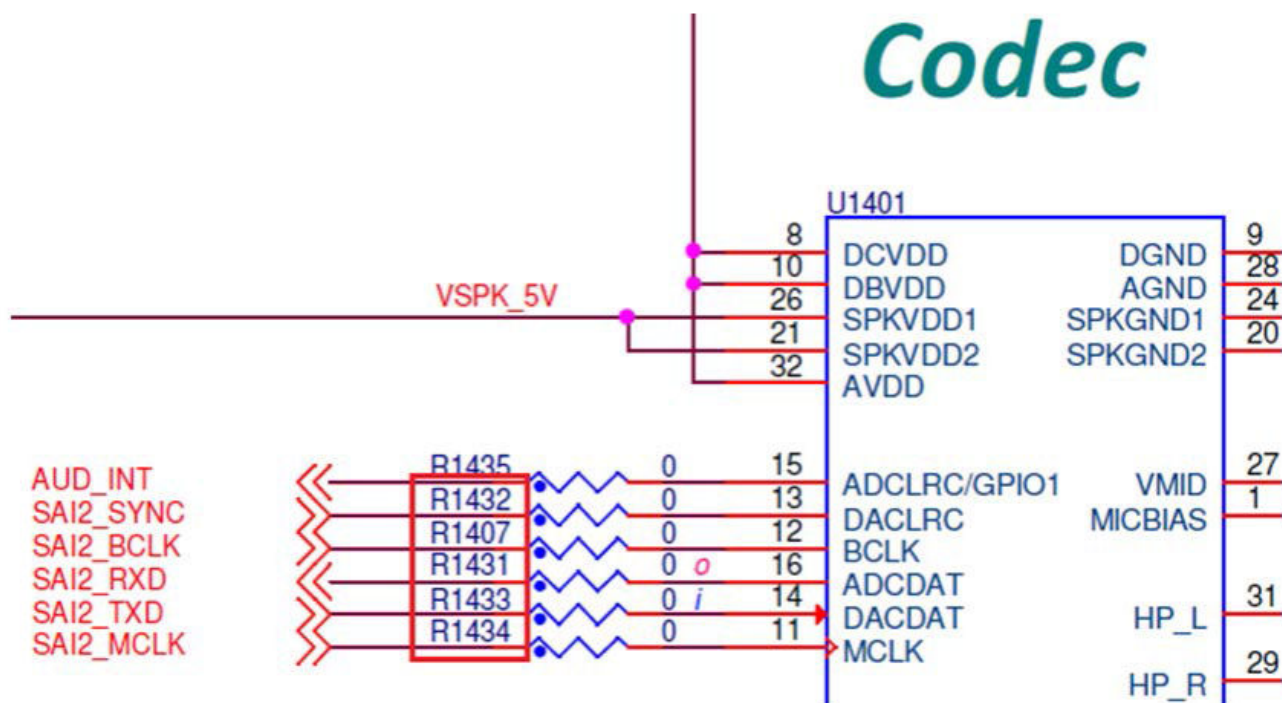 Codec
U1401
8 DCVDD DGND 9
10 DBVDD AGND 28
VSPK_5V 26 SPKVDD1 SPKGND1 24
21 SPKVDD2 SPKGND2 20
32 AVDD
AUD_INT R1435 0 15 ADCLRC/GPIO1 VMID 27
SAI2_SYNC R1432 0 13 DACLRC MICBIAS 1
SAI2_BCLK R1407 0 12 BCLK
SAI2_RXD R1431 0 o 16 ADCDAT
SAI2_TXD R1433 0 i 14 DACDAT HP_L 31
SAI2_MCLK R1434 0 11 MCLK
HP_R 29